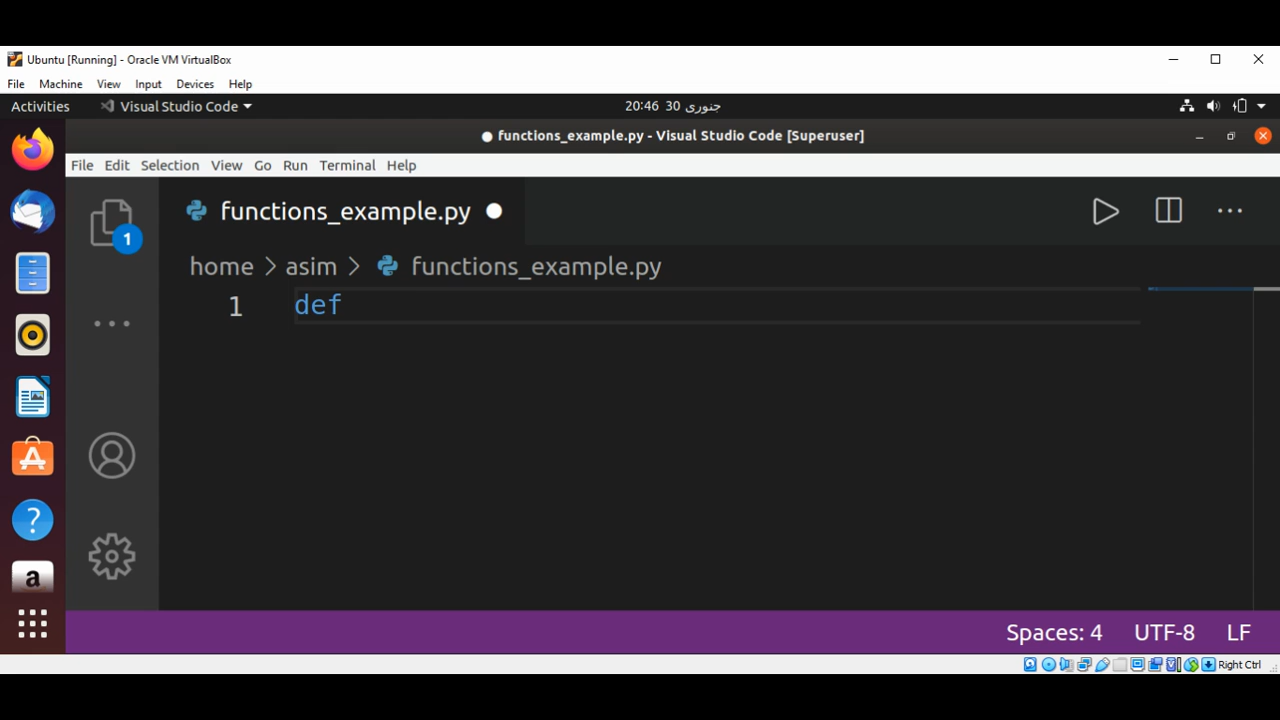 Ubuntu [Running] - Oracle VM VirtualBox
File Machine View Input Devices Help
Activities Visual Studio Code 20:46 30 جنوری
● functions_example.py - Visual Studio Code [Superuser]
File Edit Selection View Go Run Terminal Help
functions_example.py
1
home > asim > functions_example.py
1 def
a
?
Spaces: 4 UTF-8 LF
Right Ctrl